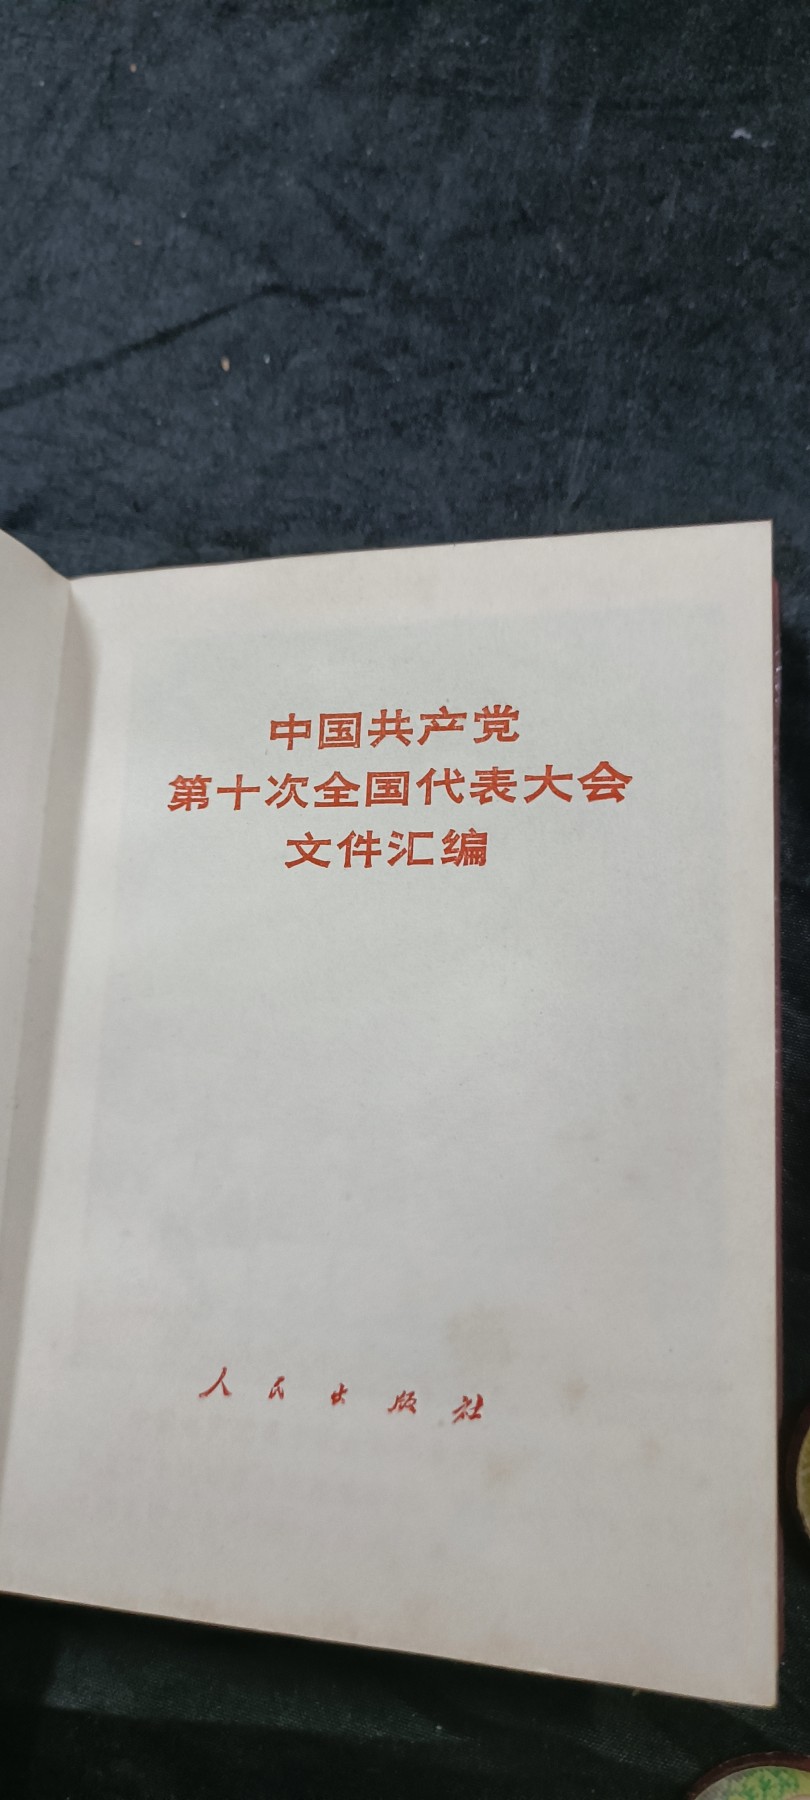 中国共产党
第十次全国代表大会
文件汇编
人民出版社